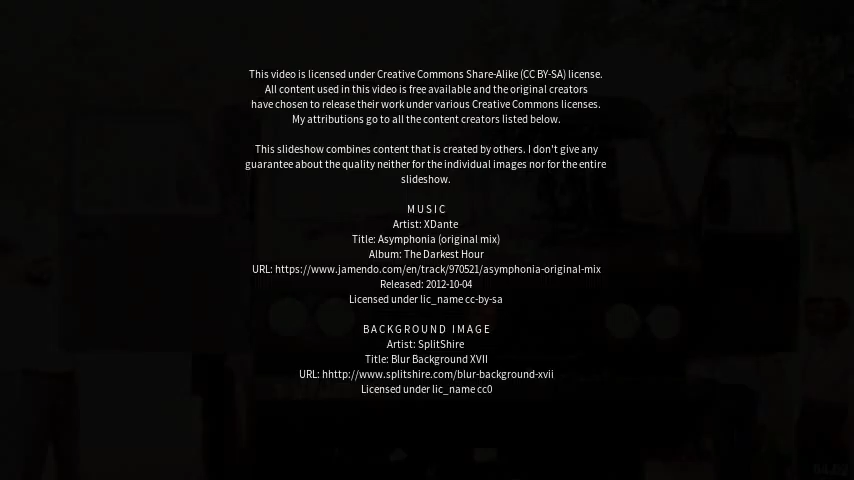 This video is licensed under Creative Commons Share-Alike (CC BY-SA) license.
All content used in this video is free available and the original creators
have chosen to release their work under various Creative Commons licenses.
My attributions go to all the content creators listed below.
This slideshow combines content that is created by others. I don't give any
guarantee about the quality neither for the individual images nor for the entire
slideshow.
MUSIC
Artist: XDante
Title: Asymphonia (original mix)
Album: The Darkest Hour
URL: https://www.jamendo.com/en/track/970521/asymphonia-original-mix
Released: 2012-10-04
Licensed under lic_name cc-by-sa
BACKGROUND IMAGE
Artist: SplitShire
Title: Blur Background XVII
URL: hhttp://www.splitshire.com/blur-background-xvii
Licensed under lic_name cc0